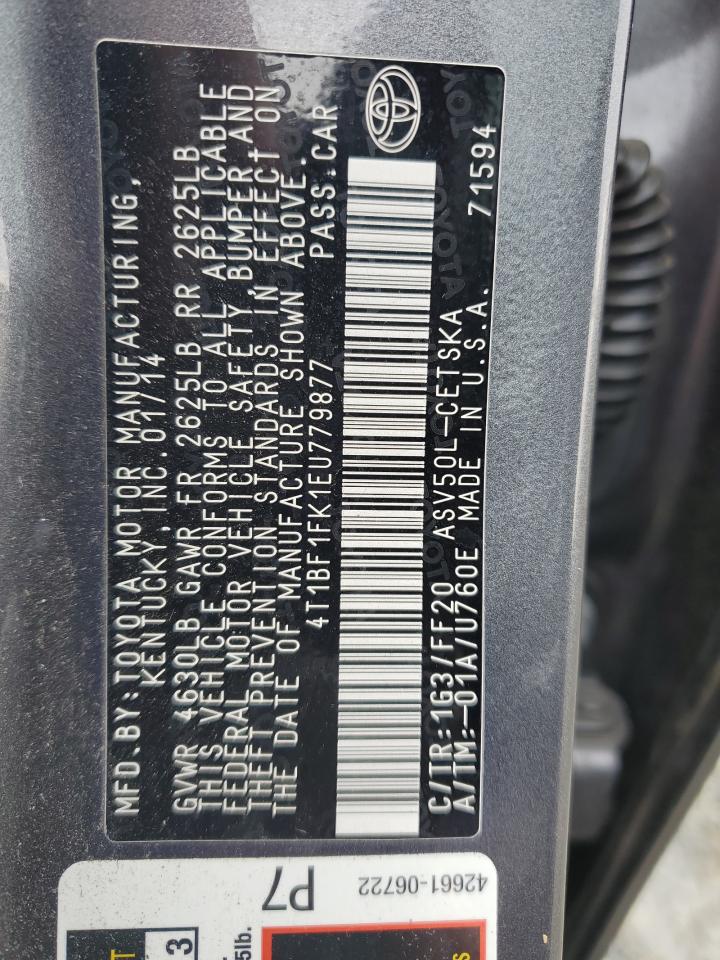 MFD.BY:TOYOTA MOTOR MANUFACTURING,
KENTUCKY, INC.01/14
GVWR 4630LB GAWR FR 2625LB RR 2625LB
THIS VEHICLE CONFORMS TO ALL APPLICABLE
FEDERAL MOTOR VEHICLE SAFETY,BUMPER AND
THEFT PREVENTION STANDARDS IN EFFECT ON
THE DATE OF MANUFACTURE SHOWN ABOVE.
4T1BF1FK1EU779877 PASS.CAR
C/TR:1G3/FF20 ASV50L-CETSKA
A/TM:-01A/U760E MADE IN U.S.A. 71594
P7
42661-06722
3
5lb.